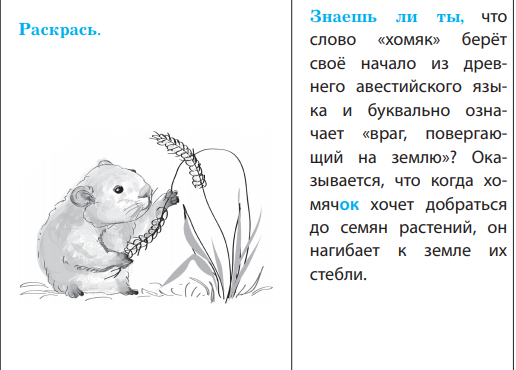 Раскрась.
Знаешь ли ты, что
слово «хомяк» берёт
своё начало из древ-
него авестийского язы-
ка и буквально озна-
чает «враг, повергаю-
щий на землю»? Ока-
зывается, что когда хо-
мячок хочет добраться
до семян растений, он
нагибает к земле их
стебли.